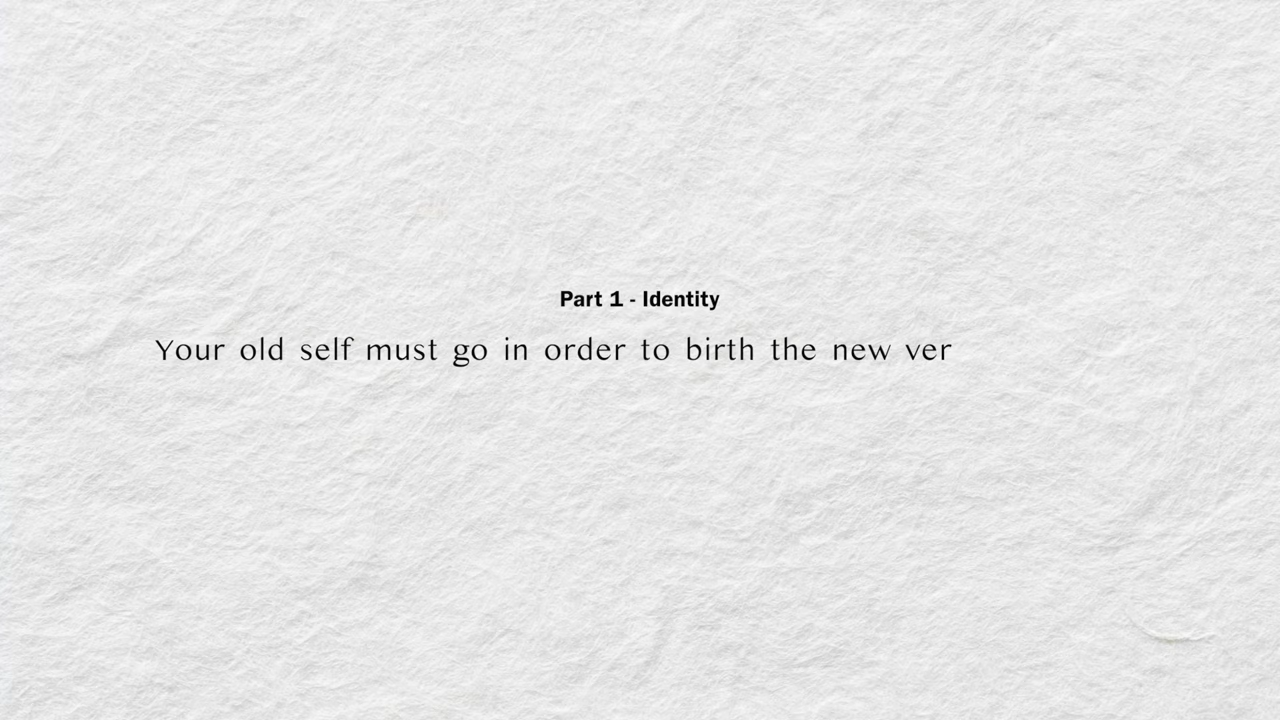 Part 1 - Identity
Your old self must go in order to birth the new ver